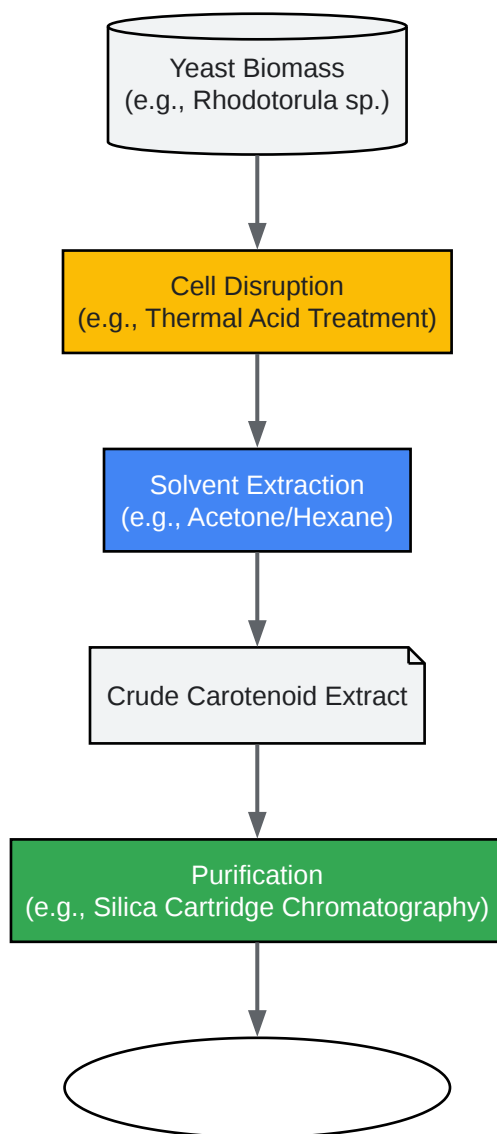 Yeast Biomass
(e.g., Rhodotorula sp.)
Cell Disruption
(e.g., Thermal Acid Treatment)
Solvent Extraction
(e.g., Acetone/Hexane)
Crude Carotenoid Extract
Purification
(e.g., Silica Cartridge Chromatography)